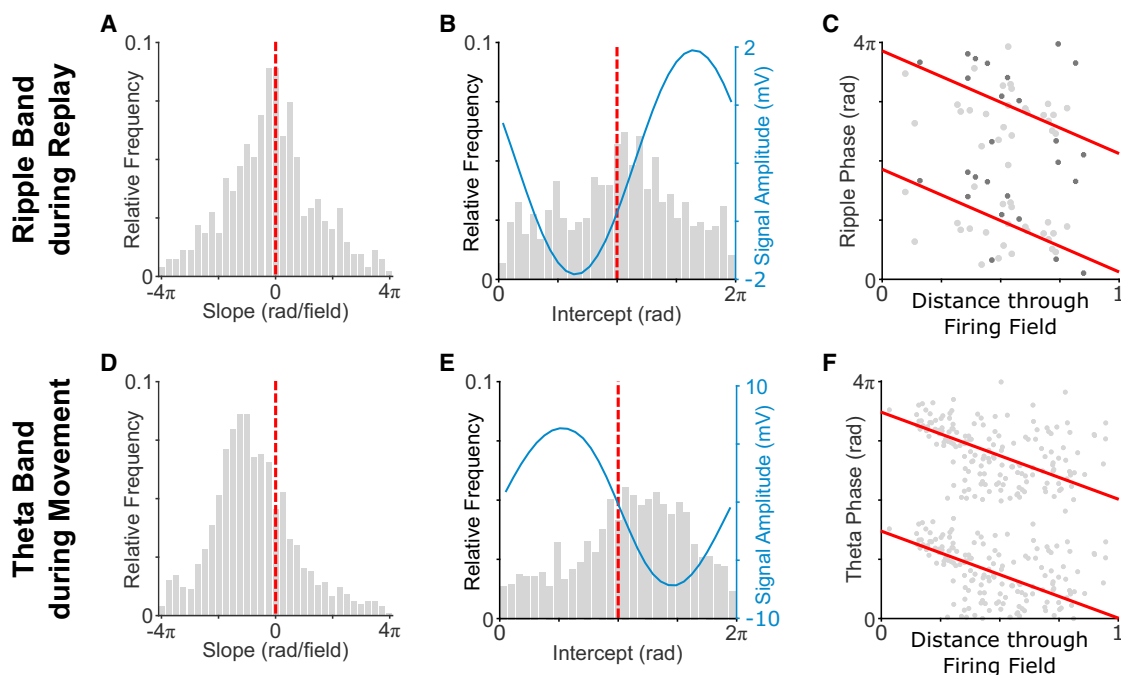 Ripple Band
during Replay
A
0.1
Relative Frequency
0
-4π
0
4π
Slope (rad/field)
B
0.1
Relative Frequency
0
0
2π
Intercept (rad)
2
Signal Amplitude (mV)
-2
C
4π
Ripple Phase (rad)
0
0
1
Distance through
Firing Field
Theta Band
during Movement
D
0.1
Relative Frequency
0
-4π
0
4π
Slope (rad/field)
E
0.1
Relative Frequency
0
0
2π
Intercept (rad)
10
Signal Amplitude (mV)
-10
F
4π
Theta Phase (rad)
0
0
1
Distance through
Firing Field